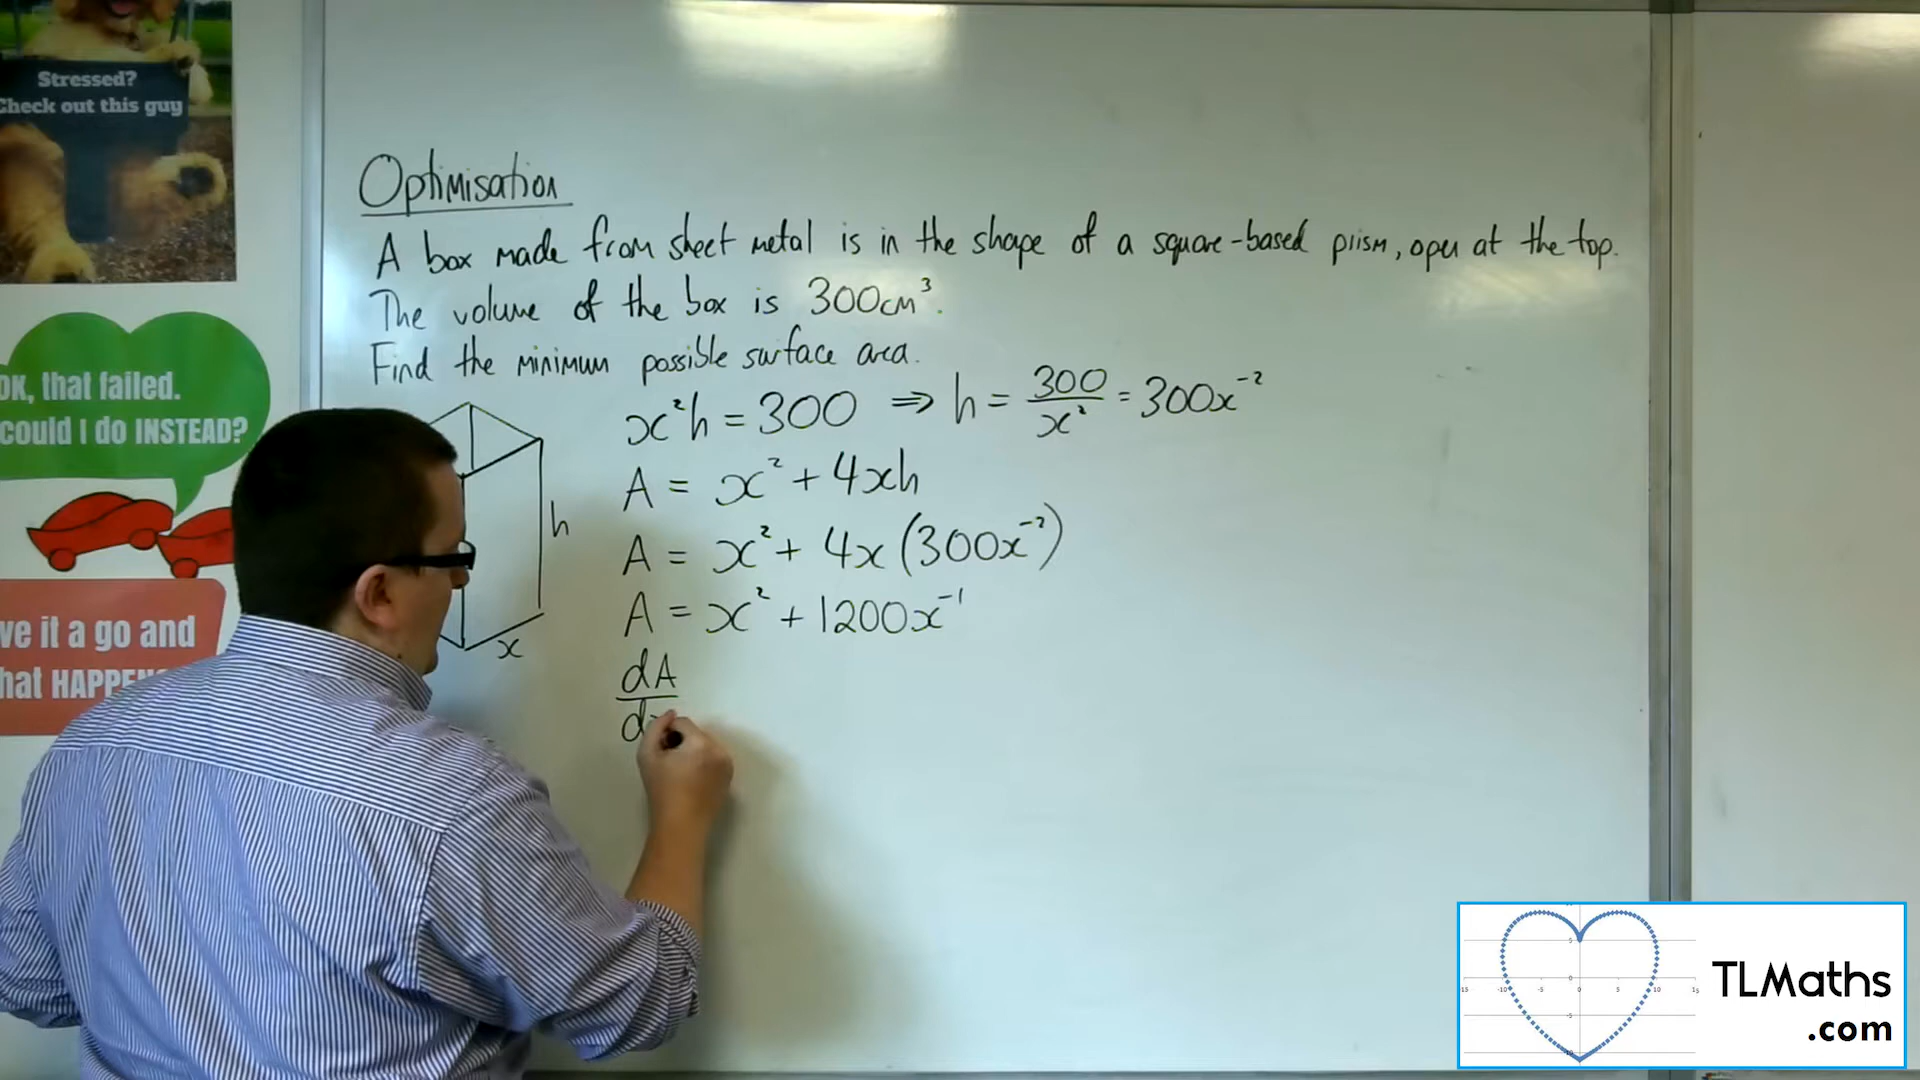 Stressed?
Check out this guy
OK, that failed.
could I do INSTEAD?
ve it a go and
hat HAPPEN
Optimisation
A box made from sheet metal is in the shape of a square-based prism, open at the top.
The volume of the box is 300cm³.
Find the minimum possible surface area.
x²h = 300 ⇒ h = 300/x² = 300x⁻²
A = x² + 4xh
A = x² + 4x(300x⁻²)
A = x² + 1200x⁻¹
dA
d
h
x
TLMaths
.com